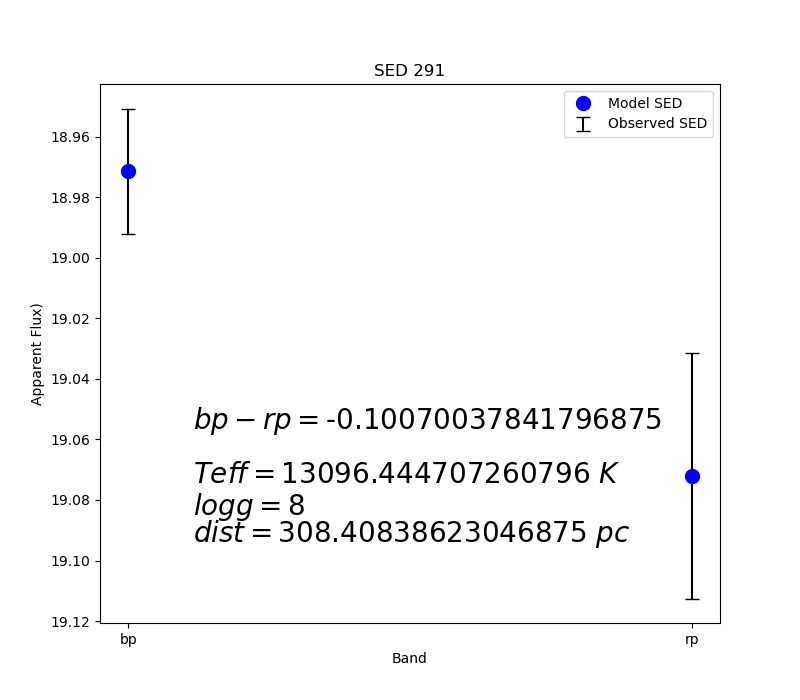 SED 291
Model SED
Observed SED
18.96
18.98
19.00
19.02
19.04
19.06
19.08
19.10
19.12
Apparent Flux)
bp − rp = -0.10070037841796875
Teff = 13096.444707260796 K
logg = 8
dist = 308.40838623046875 pc
bp
rp
Band